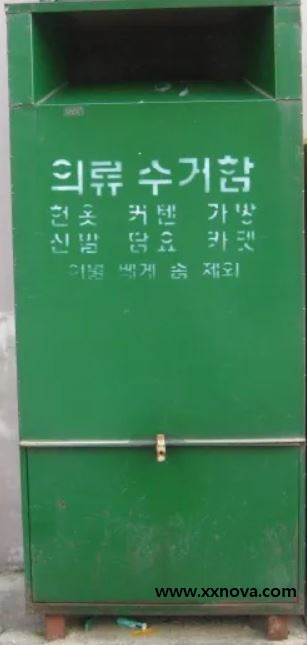 의류 수거함
헌옷 커텐 가방
신발 담요 카펫
이불 베게 솜 제외
www.xxnova.com